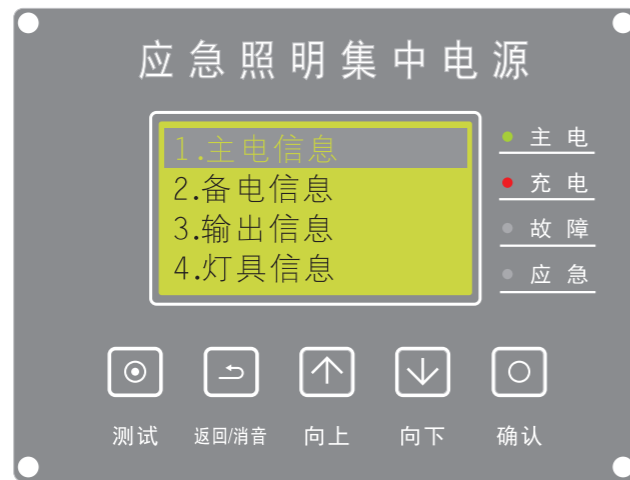 应急照明集中电源
1.主电信息
2.备电信息
3.输出信息
4.灯具信息
主电
充电
故障
应急
测试 返回/消音 向上 向下 确认